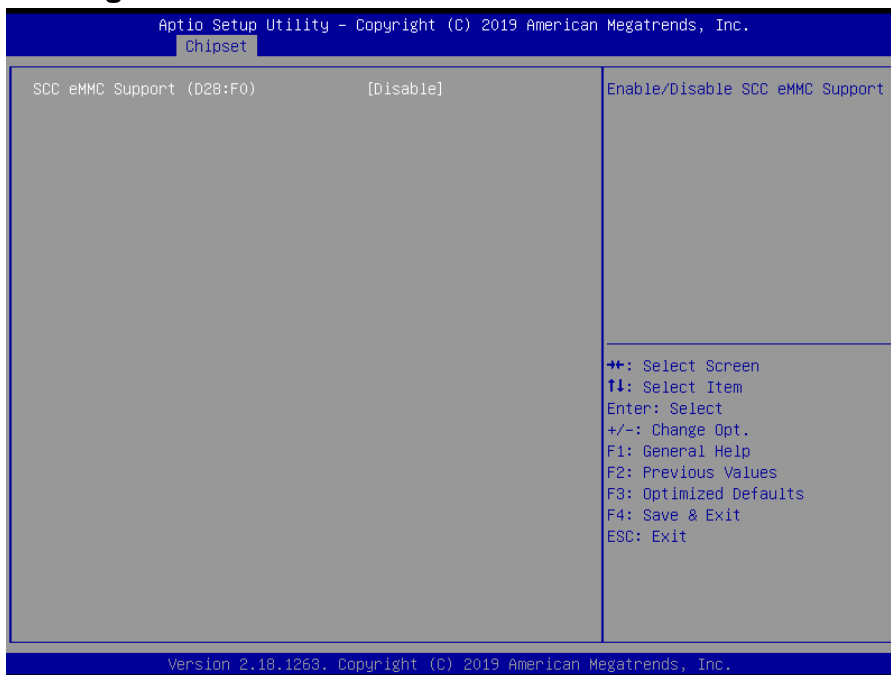 Aptio Setup Utility – Copyright (C) 2019 American Megatrends, Inc.
Chipset
SCC eMMC Support (D28:F0) [Disable]
Enable/Disable SCC eMMC Support
→←: Select Screen
↑↓: Select Item
Enter: Select
+/-: Change Opt.
F1: General Help
F2: Previous Values
F3: Optimized Defaults
F4: Save & Exit
ESC: Exit
Version 2.18.1263. Copyright (C) 2019 American Megatrends, Inc.